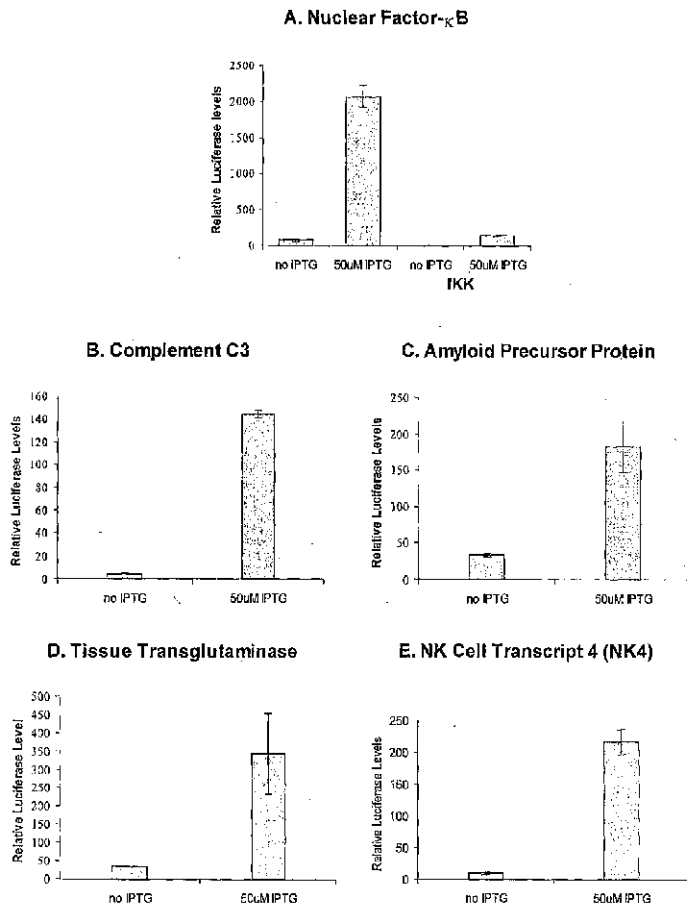 A. Nuclear Factor-κB
Relative Luciferase levels
2500
2000
1500
1000
500
0
no IPTG 50uM IPTG no IPTG 50uM IPTG
IKK
B. Complement C3
Relative Luciferase Levels
160
140
120
100
80
60
40
20
0
no IPTG 50uM IPTG
C. Amyloid Precursor Protein
Relative Luciferase Levels
250
200
150
100
50
0
no IPTG 50uM IPTG
D. Tissue Transglutaminase
Relative Luciferase Level
500
450
400
350
300
250
200
150
100
50
0
no IPTG 50uM IPTG
E. NK Cell Transcript 4 (NK4)
Relative Luciferase Levels
250
200
150
100
50
0
no IPTG 50uM IPTG